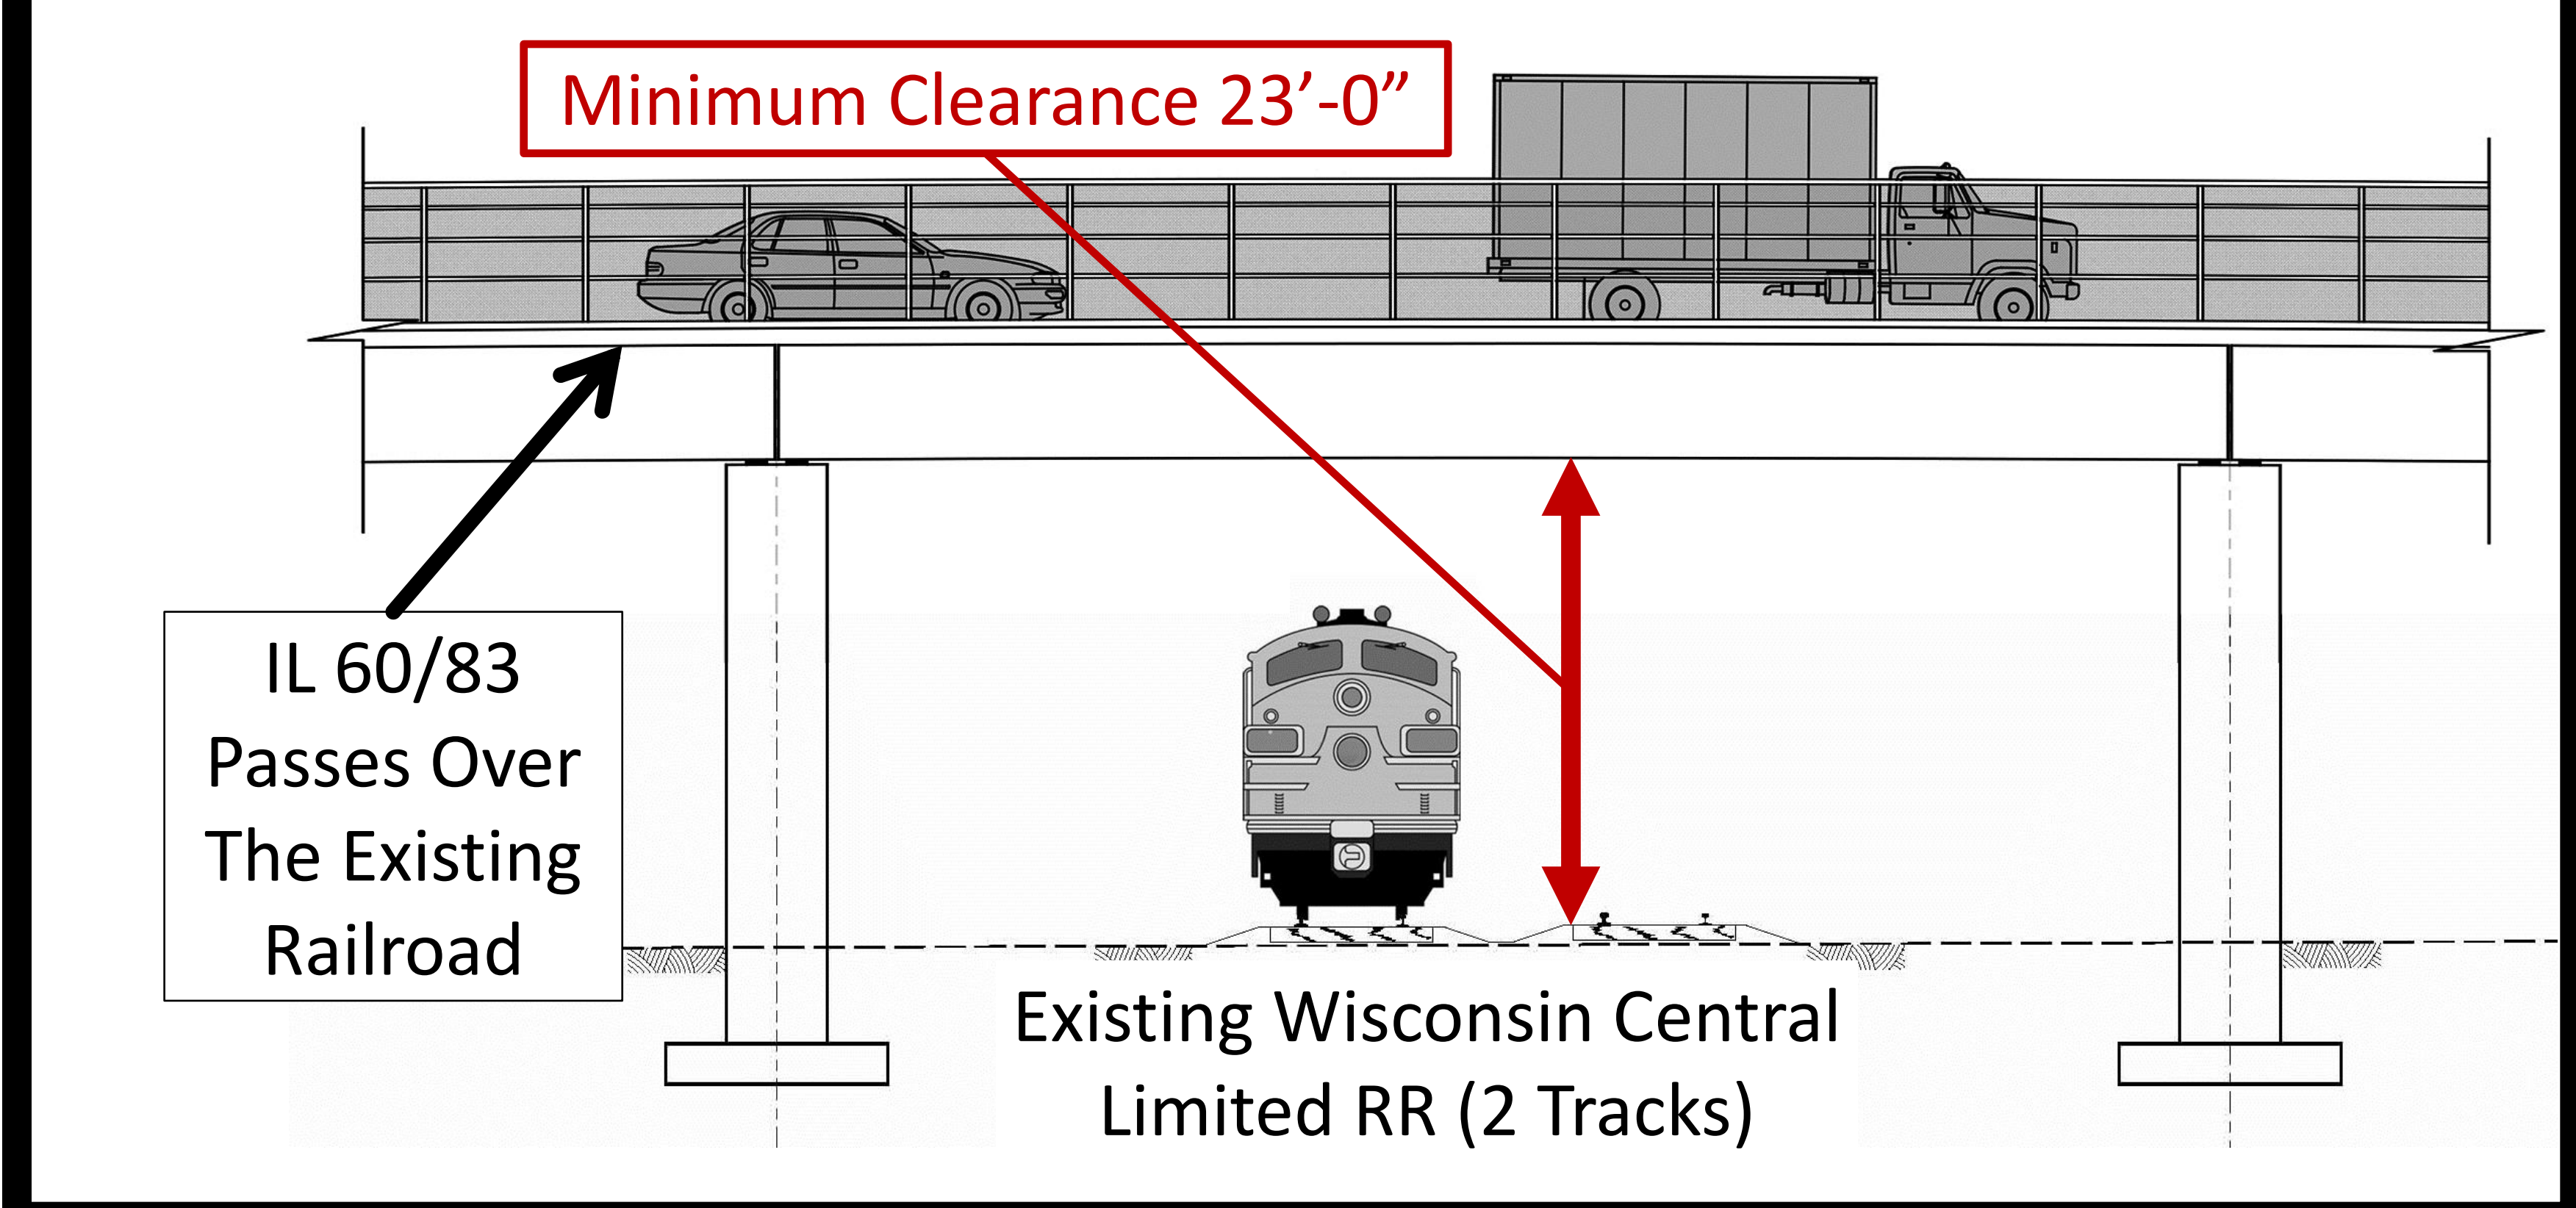 Minimum Clearance 23’-0”
IL 60/83
Passes Over
The Existing
Railroad
Existing Wisconsin Central
Limited RR (2 Tracks)